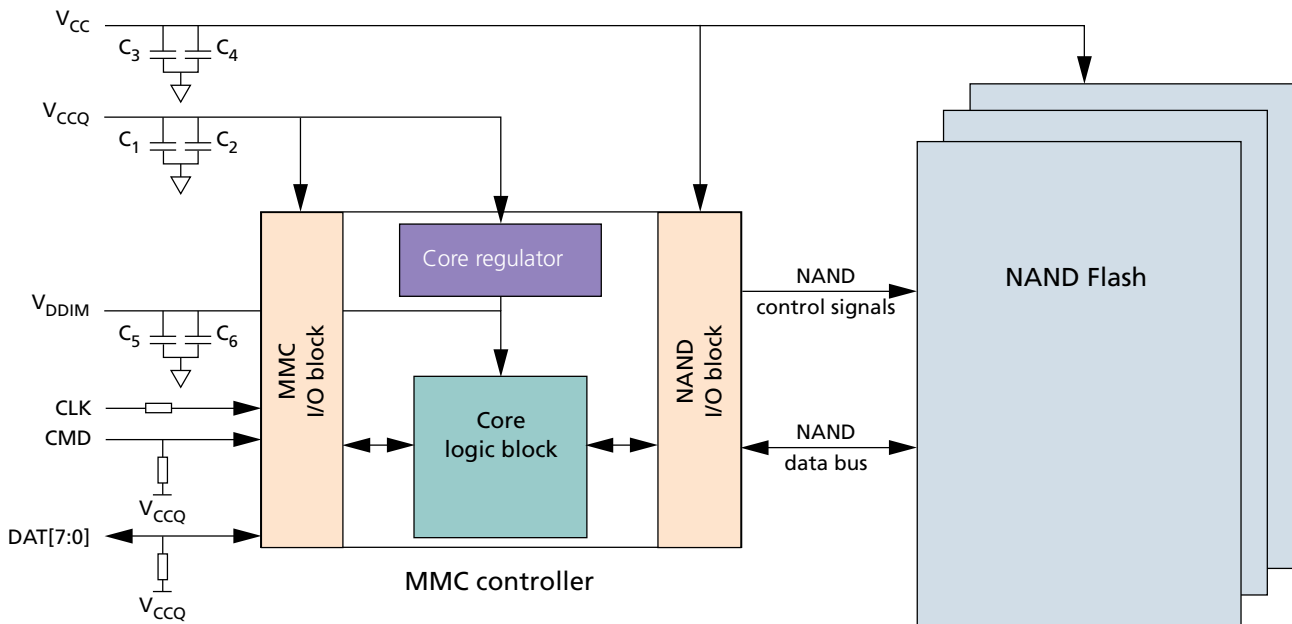 VCC
C3
C4
VCCQ
C1
C2
Core regulator
VDDIM
C5
C6
MMC
I/O block
NAND
I/O block
NAND
control signals
NAND Flash
CLK
CMD
Core
logic block
NAND
data bus
VCCQ
DAT[7:0]
VCCQ
MMC controller